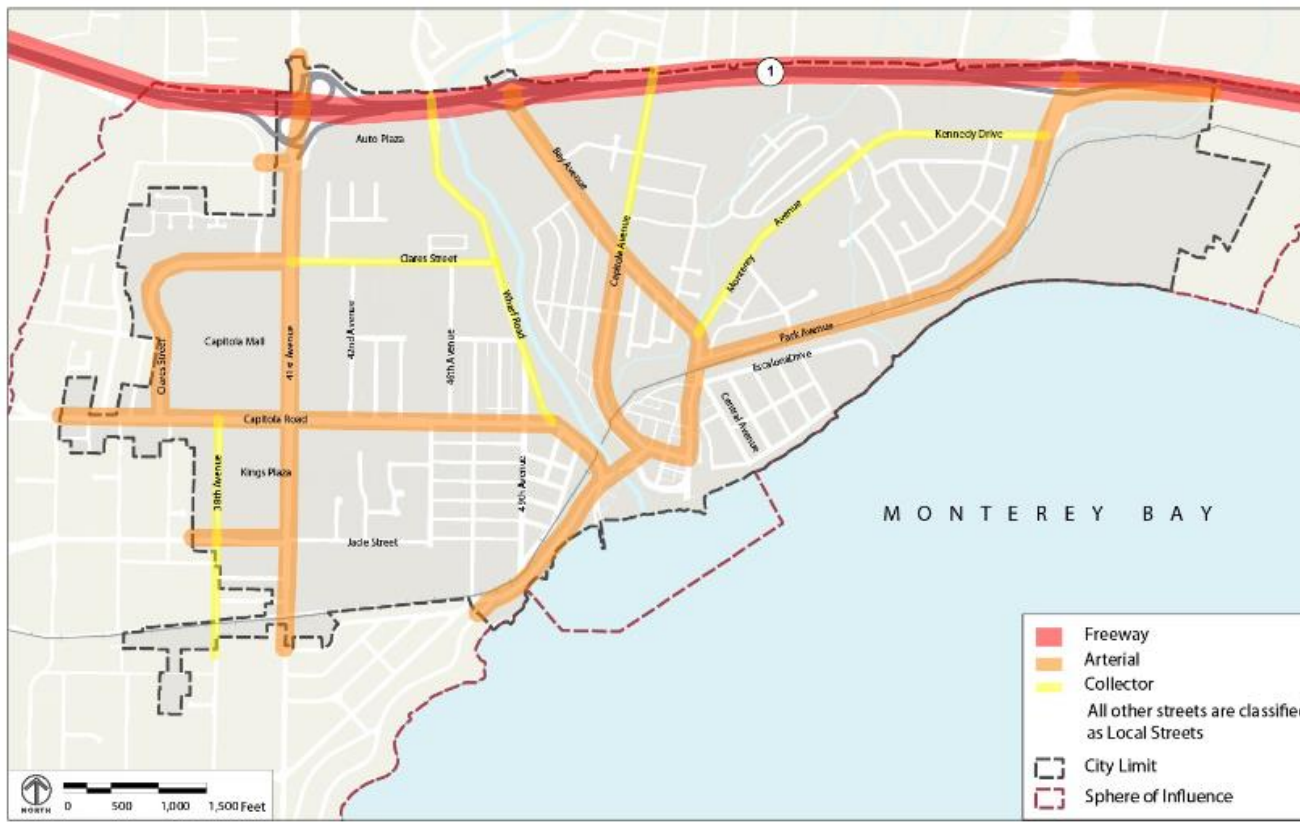 1
Auto Plaza
Bay Avenue
Kennedy Drive
Avenue
Monterey
Capitola Avenue
Clares Street
Wharf Road
42nd Avenue
46th Avenue
41st Avenue
Capitola Mall
Clares Street
Park Avenue
Escalona Drive
Central Avenue
Capitola Road
Kings Plaza
38th Avenue
49th Avenue
Jade Street
MONTEREY BAY
Freeway
Arterial
Collector
All other streets are classified
as Local Streets
City Limit
Sphere of Influence
NORTH
0 500 1,000 1,500 Feet